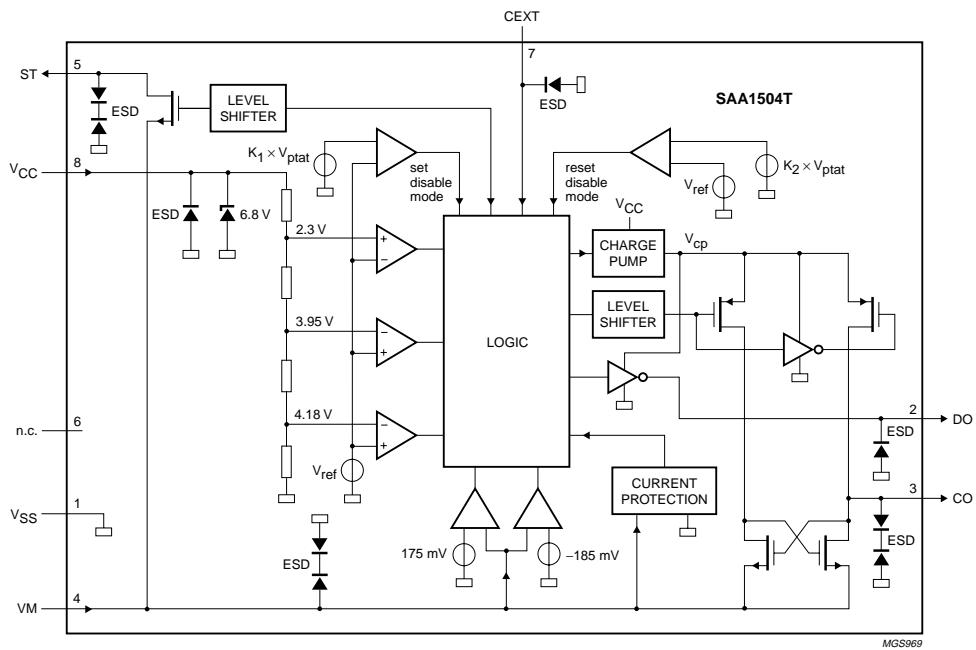 CEXT
7
ST
5
ESD
LEVEL
SHIFTER
ESD
SAA1504T
VCC
8
K1 × Vptat
set
disable
mode
reset
disable
mode
Vref
K2 × Vptat
ESD
6.8 V
2.3 V
+
−
VCC
CHARGE
PUMP
Vcp
3.95 V
−
+
LOGIC
LEVEL
SHIFTER
4.18 V
−
+
Vref
n.c.
6
2
DO
ESD
VSS
1
CURRENT
PROTECTION
3
CO
ESD
ESD
175 mV
−185 mV
VM
4
MGS969